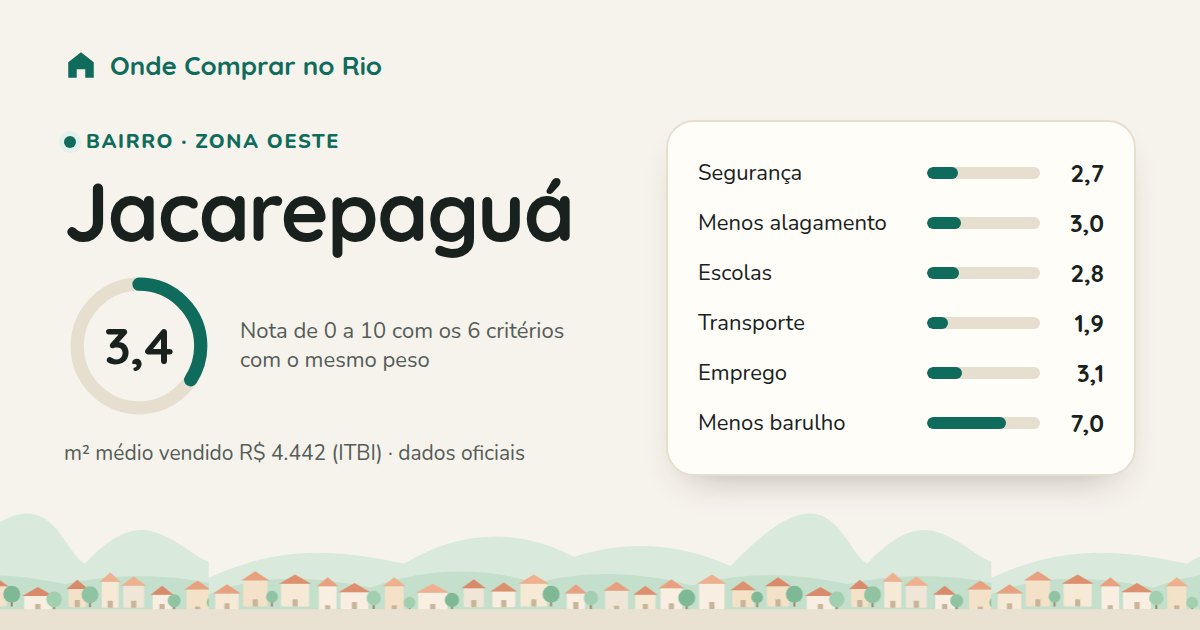 Onde Comprar no Rio
BAIRRO · ZONA OESTE
Jacarepaguá
3,4
Nota de 0 a 10 com os 6 critérios
com o mesmo peso
m² médio vendido R$ 4.442 (ITBI) · dados oficiais
Segurança 2,7
Menos alagamento 3,0
Escolas 2,8
Transporte 1,9
Emprego 3,1
Menos barulho 7,0